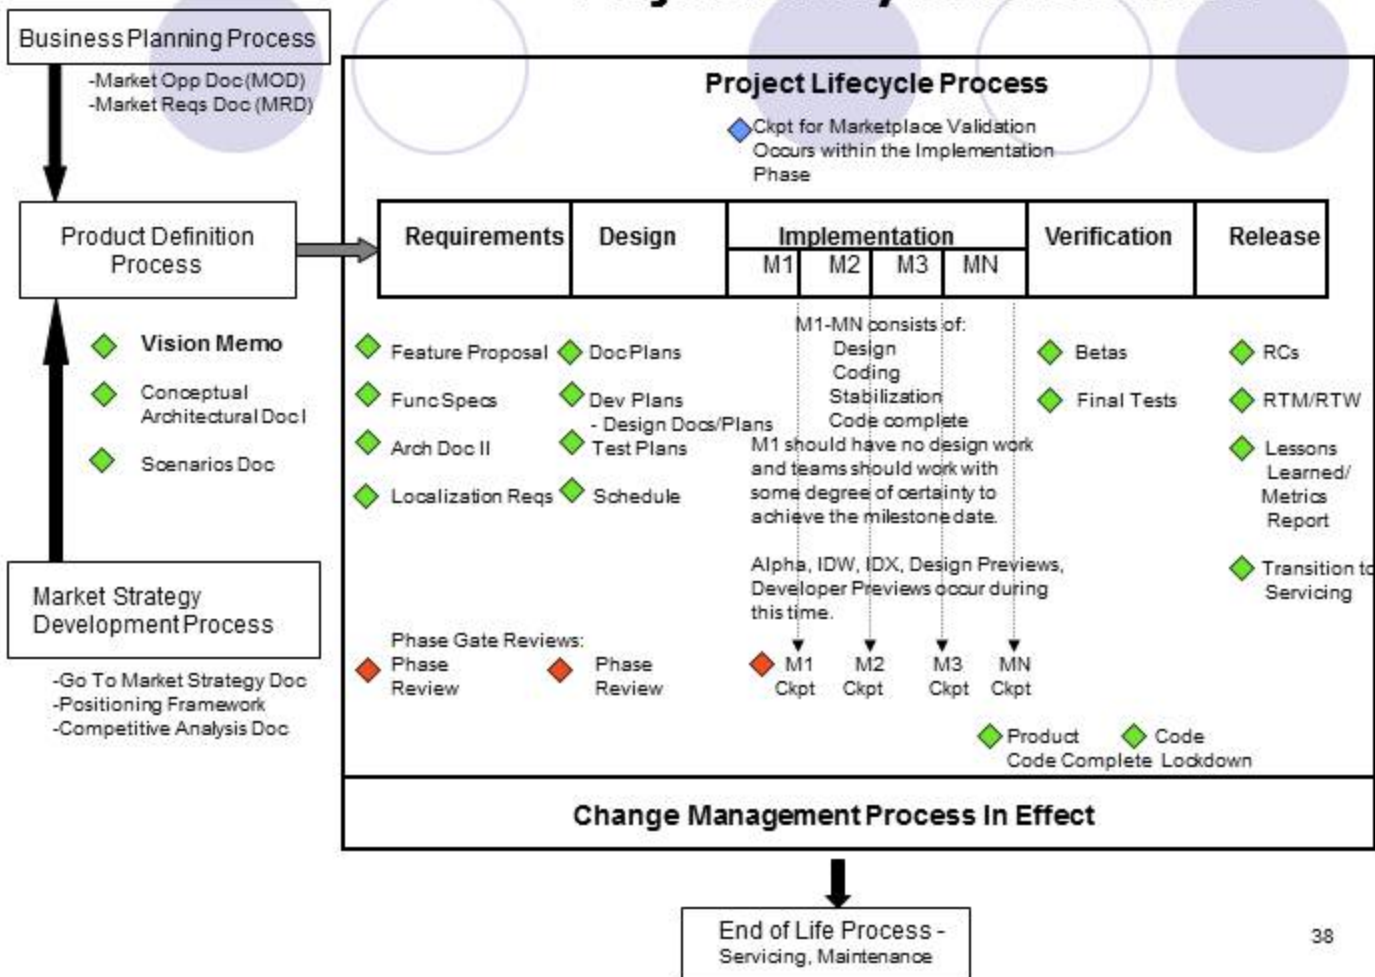 Business Planning Process
-Market Opp Doc (MOD)
-Market Reqs Doc (MRD)
Product Definition
Process
Vision Memo
Conceptual
Architectural Doc I
Scenarios Doc
Market Strategy
Development Process
-Go To Market Strategy Doc
-Positioning Framework
-Competitive Analysis Doc
Project Lifecycle Process
Ckpt for Marketplace Validation
Occurs within the Implementation
Phase
Requirements
Design
Implementation
M1
M2
M3
MN
Verification
Release
Feature Proposal
Func Specs
Arch Doc II
Localization Reqs
Doc Plans
Dev Plans
- Design Docs/Plans
Test Plans
Schedule
M1-MN consists of:
Design
Coding
Stabilization
Code complete
M1 should have no design work
and teams should work with
some degree of certainty to
achieve the milestone date.
Alpha, IDW, IDX, Design Previews,
Developer Previews occur during
this time.
Betas
Final Tests
RCs
RTM/RTW
Lessons
Learned/
Metrics
Report
Transition to
Servicing
Phase Gate Reviews:
Phase
Review
Phase
Review
M1
Ckpt
M2
Ckpt
M3
Ckpt
MN
Ckpt
Product
Code Complete
Code
Lockdown
Change Management Process In Effect
End of Life Process -
Servicing, Maintenance
38